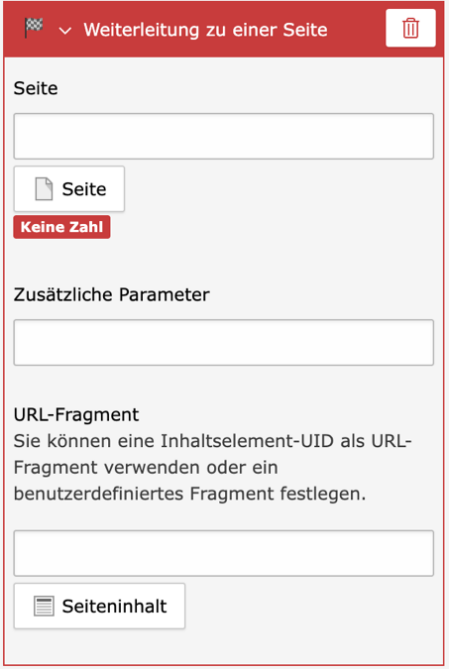 Weiterleitung zu einer Seite
Seite
Seite
Keine Zahl
Zusätzliche Parameter
URL-Fragment
Sie können eine Inhaltselement-UID als URL-
Fragment verwenden oder ein
benutzerdefiniertes Fragment festlegen.
Seiteninhalt